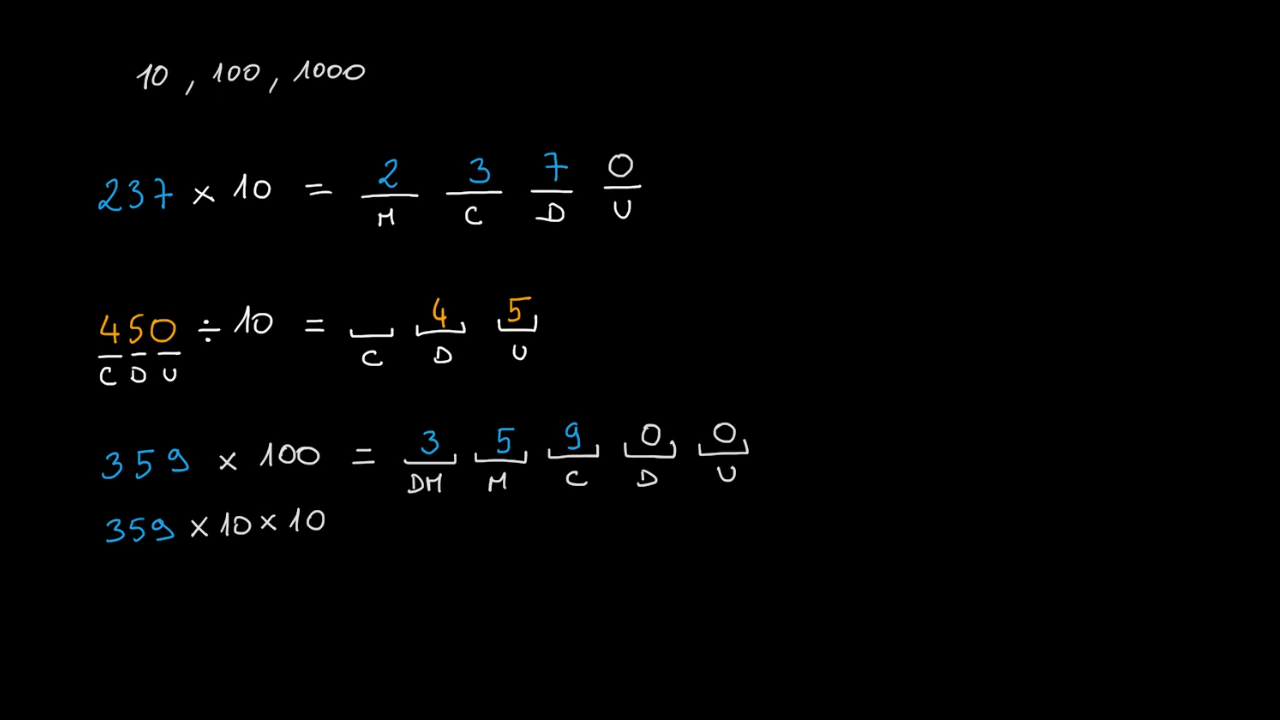 10 , 100 , 1000
237 × 10 = 2 3 7 0
M C D U
450 ÷ 10 = 4 5
C D U C D U
359 × 100 = 3 5 9 0 0
DM M C D U
359 × 10 × 10